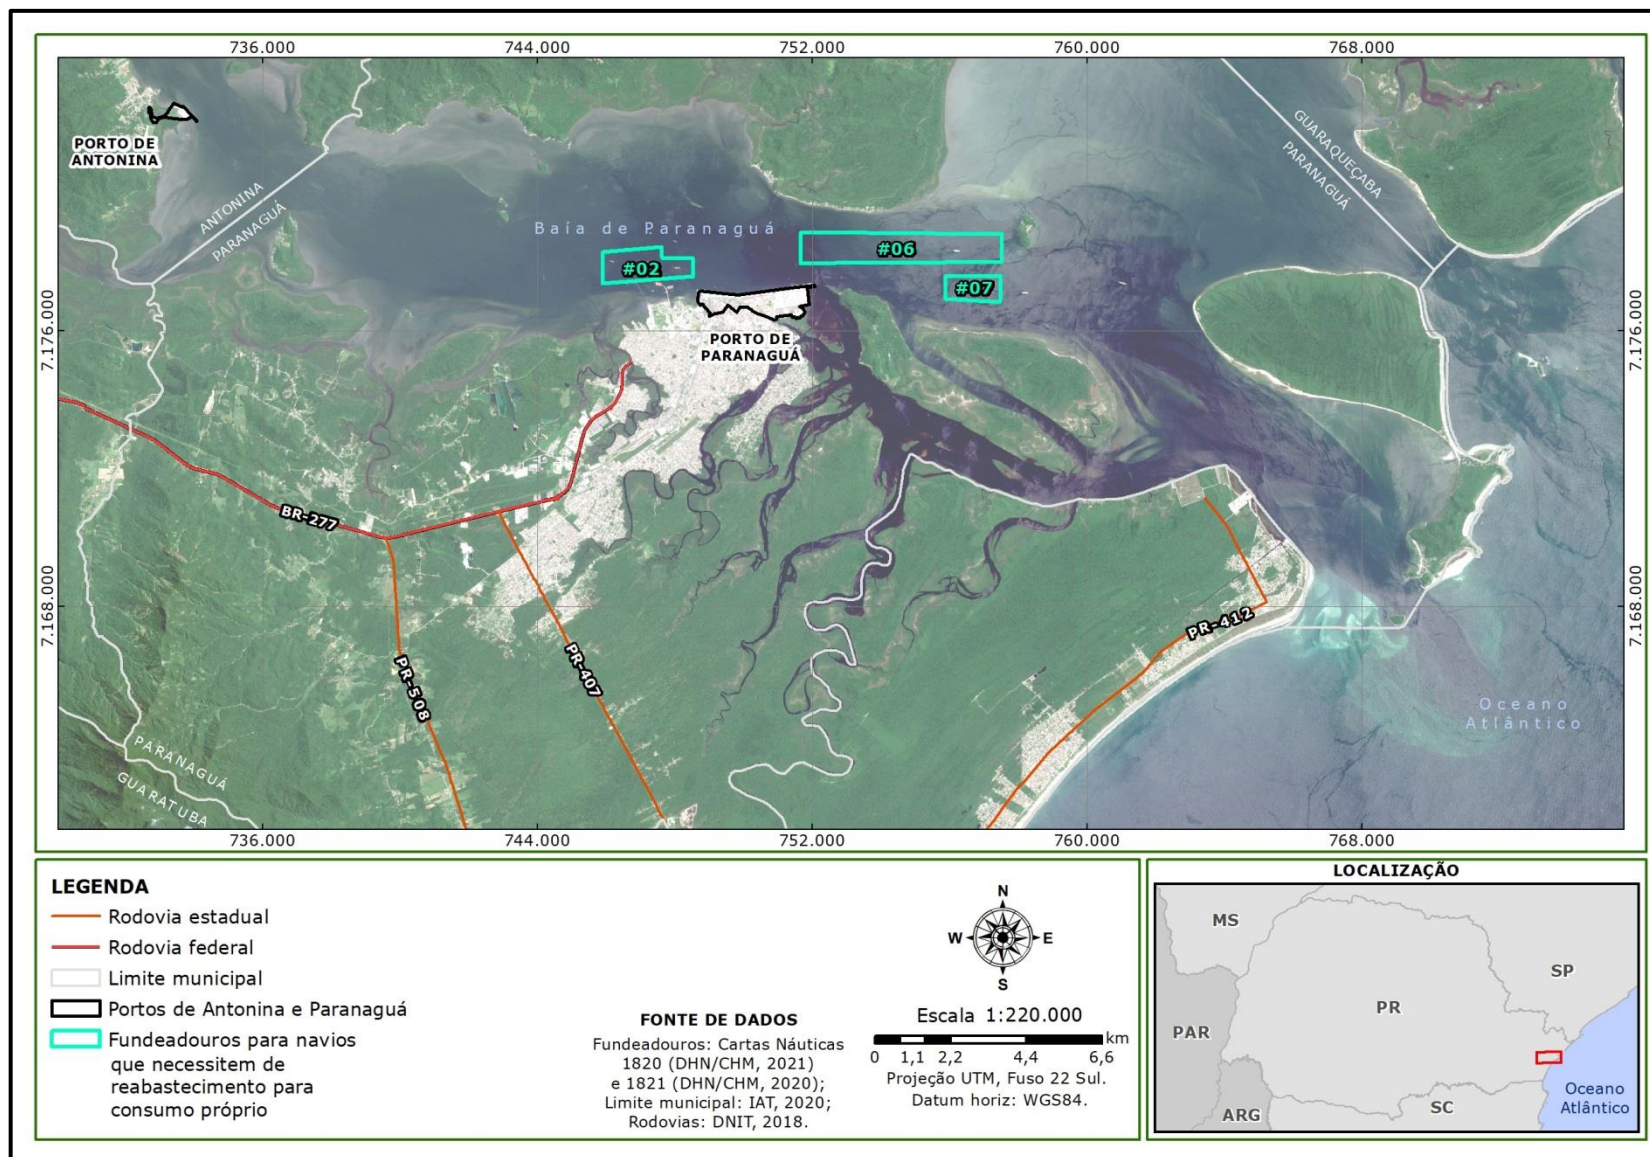 736.000
744.000
752.000
760.000
768.000
PORTO DE
ANTONINA
ANTONINA
PARANAGUÁ
GUARAQUEÇABA
PARANAGUÁ
Baía de Paranaguá
#02
#06
#07
PORTO DE
PARANAGUÁ
7.176.000
7.176.000
BR-277
PR-508
PR-407
PR-412
7.168.000
7.168.000
Oceano
Atlântico
PARANAGUÁ
GUARATUBA
736.000
744.000
752.000
760.000
768.000
LEGENDA
Rodovia estadual
Rodovia federal
Limite municipal
Portos de Antonina e Paranaguá
Fundeadouros para navios
que necessitem de
reabastecimento para
consumo próprio
FONTE DE DADOS
Fundeadouros: Cartas Náuticas
1820 (DHN/CHM, 2021)
e 1821 (DHN/CHM, 2020);
Limite municipal: IAT, 2020;
Rodovias: DNIT, 2018.
N
W
E
S
Escala 1:220.000
km
0 1,1 2,2 4,4 6,6
Projeção UTM, Fuso 22 Sul.
Datum horiz: WGS84.
LOCALIZAÇÃO
MS
SP
PR
PAR
ARG
SC
Oceano
Atlântico